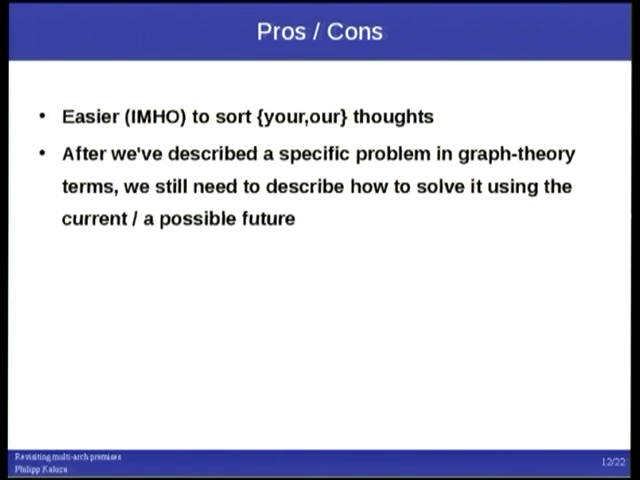 Pros / Cons
• Easier (IMHO) to sort {your,our} thoughts
• After we've described a specific problem in graph-theory
terms, we still need to describe how to solve it using the
current / a possible future
Revisiting multi-arch premises
Philipp Kaluza
12/22